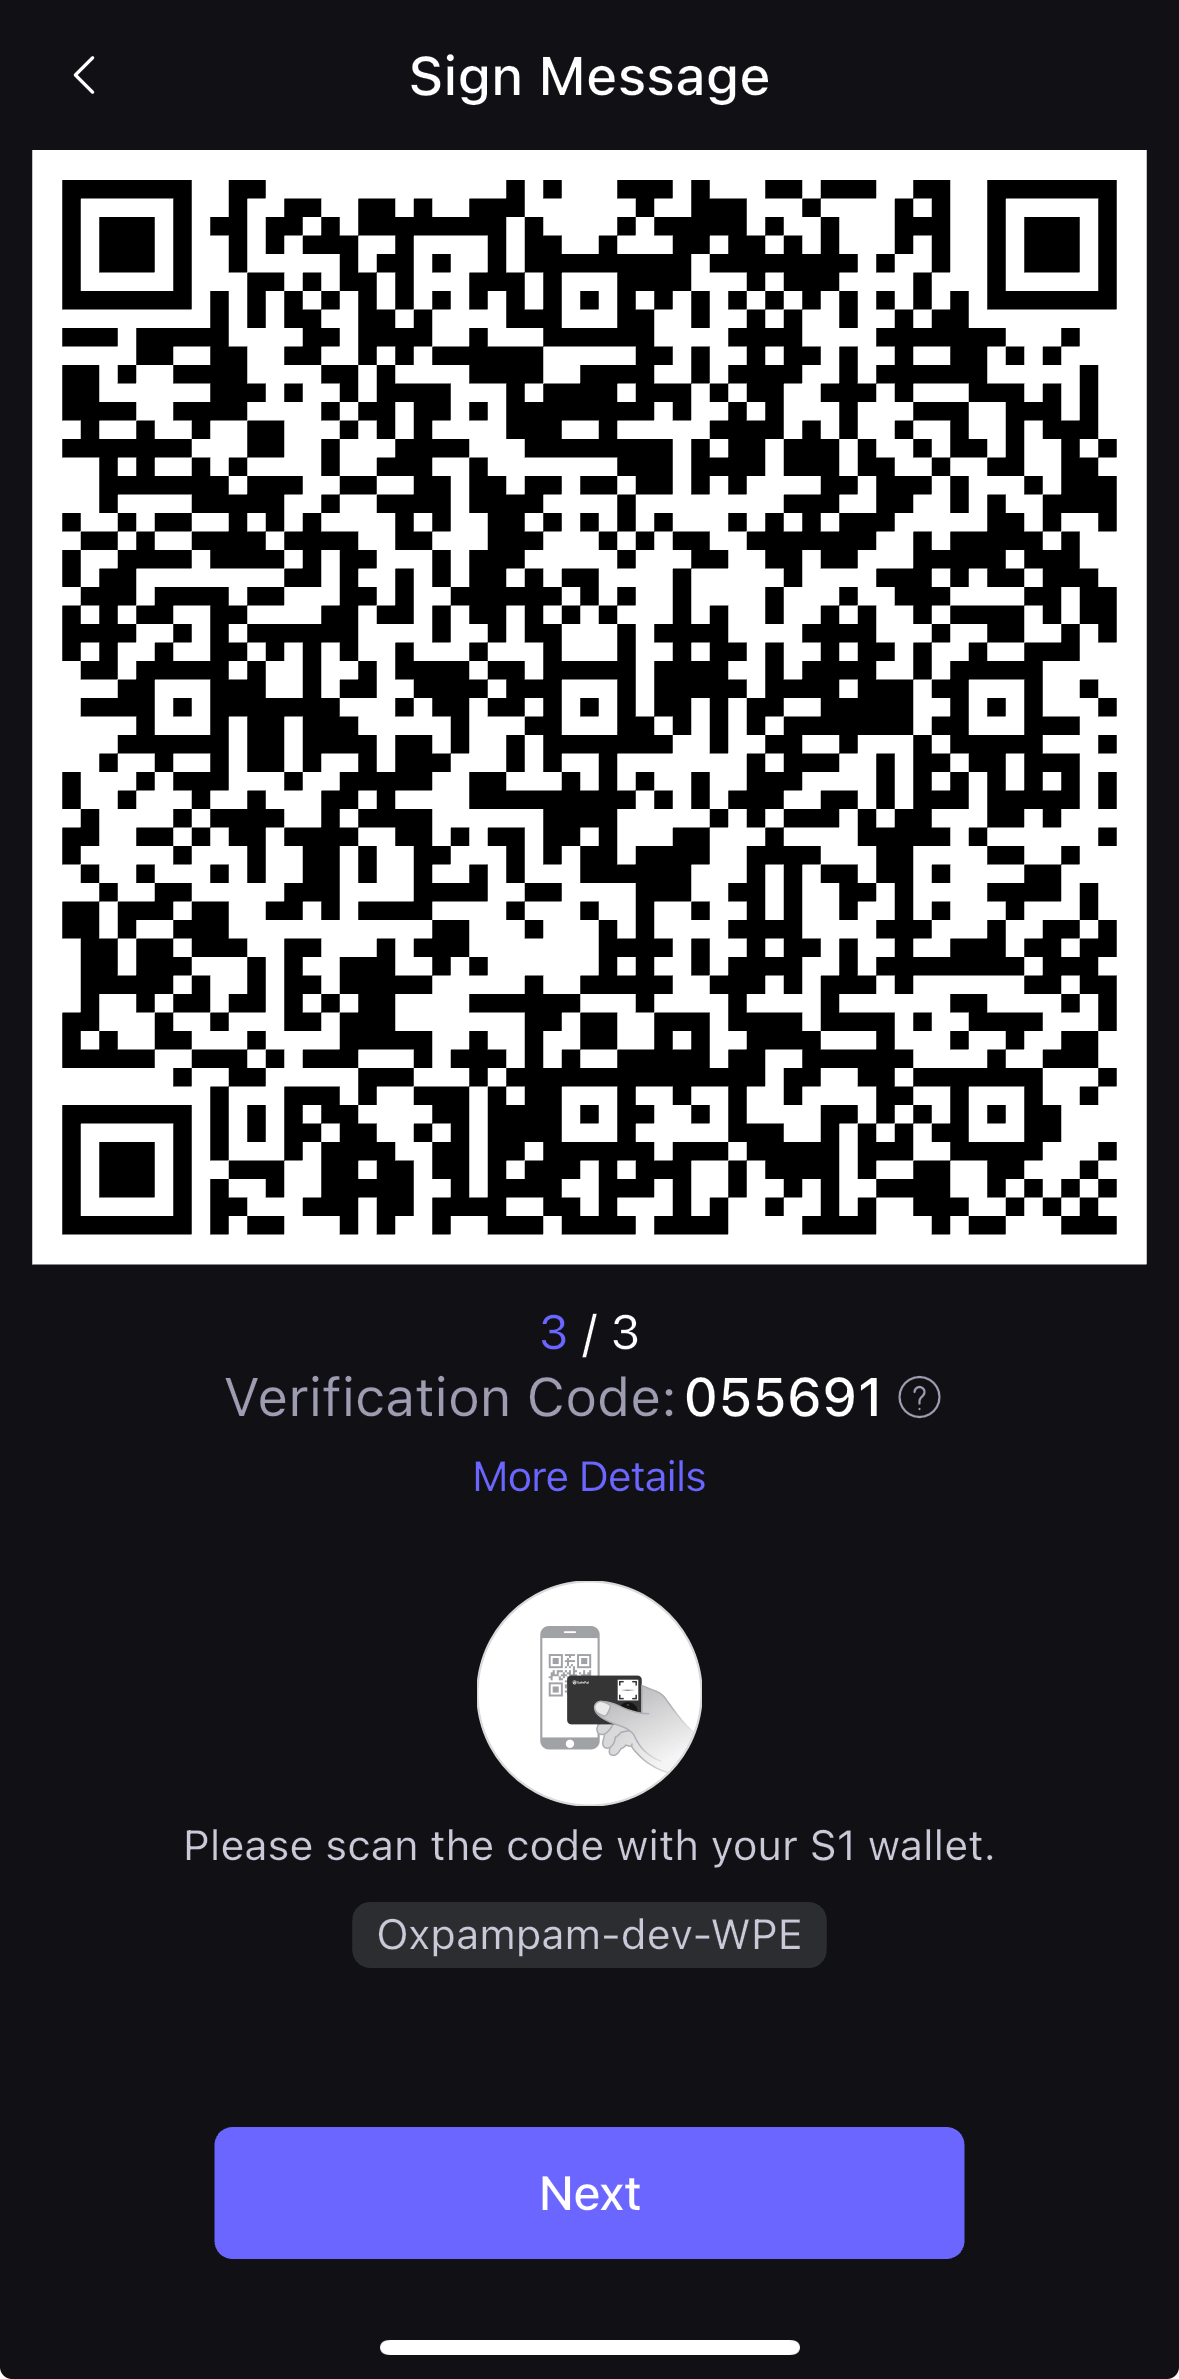 Sign Message
3 / 3
Verification Code: 055691 ?
More Details
Please scan the code with your S1 wallet.
Oxpampam-dev-WPE
Next